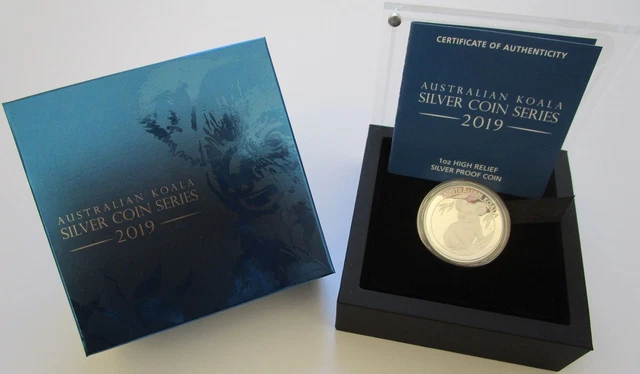 AUSTRALIAN KOALA
SILVER COIN SERIES
2019
CERTIFICATE OF AUTHENTICITY
AUSTRALIAN KOALA
SILVER COIN SERIES
2019
1oz HIGH RELIEF
SILVER PROOF COIN